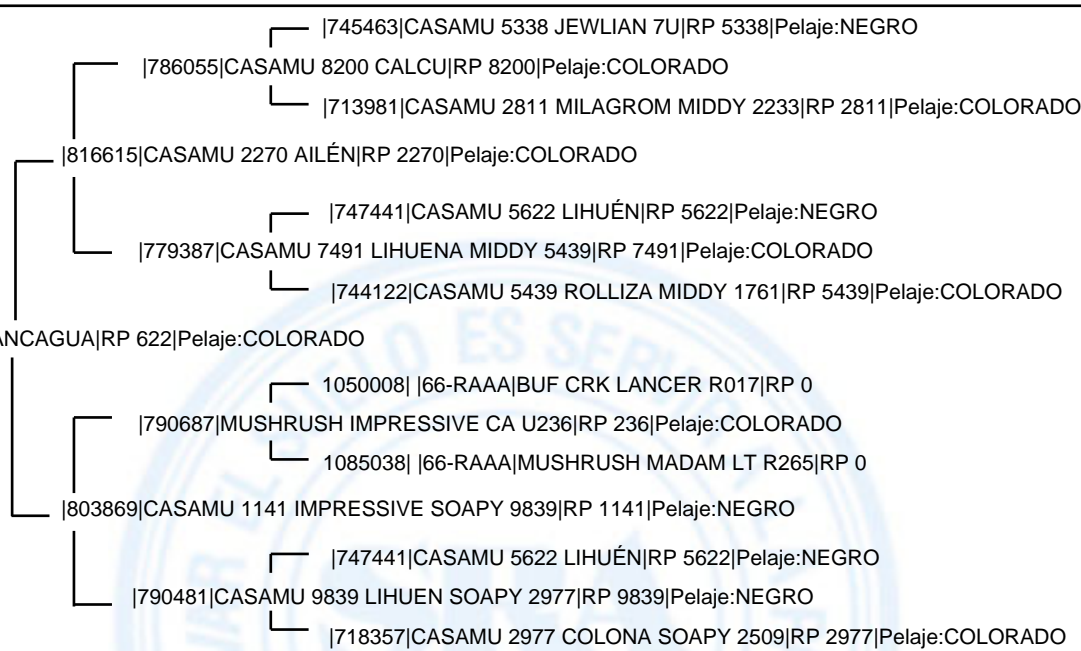 |745463|CASAMU 5338 JEWLIAN 7U|RP 5338|Pelaje:NEGRO
|786055|CASAMU 8200 CALCU|RP 8200|Pelaje:COLORADO
|713981|CASAMU 2811 MILAGROM MIDDY 2233|RP 2811|Pelaje:COLORADO
|816615|CASAMU 2270 AILÉN|RP 2270|Pelaje:COLORADO
|747441|CASAMU 5622 LIHUÉN|RP 5622|Pelaje:NEGRO
|779387|CASAMU 7491 LIHUENA MIDDY 5439|RP 7491|Pelaje:COLORADO
|744122|CASAMU 5439 ROLLIZA MIDDY 1761|RP 5439|Pelaje:COLORADO
ANCAGUA|RP 622|Pelaje:COLORADO
1050008| |66-RAAA|BUF CRK LANCER R017|RP 0
|790687|MUSHRUSH IMPRESSIVE CA U236|RP 236|Pelaje:COLORADO
1085038| |66-RAAA|MUSHRUSH MADAM LT R265|RP 0
|803869|CASAMU 1141 IMPRESSIVE SOAPY 9839|RP 1141|Pelaje:NEGRO
|747441|CASAMU 5622 LIHUÉN|RP 5622|Pelaje:NEGRO
|790481|CASAMU 9839 LIHUEN SOAPY 2977|RP 9839|Pelaje:NEGRO
|718357|CASAMU 2977 COLONA SOAPY 2509|RP 2977|Pelaje:COLORADO